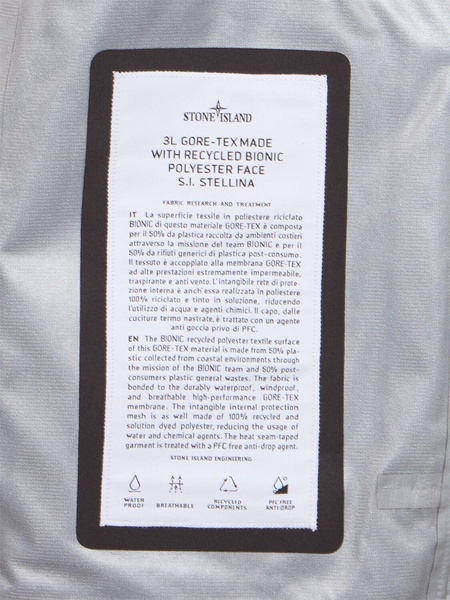 STONE ISLAND
3L GORE-TEX MADE
WITH RECYCLED BIONIC
POLYESTER FACE
S.I. STELLINA
FABRIC RESEARCH AND TREATMENT
IT La superficie tessile in poliestere riciclato
BIONIC di questo materiale GORE-TEX è composta
per il 50% da plastica raccolta da ambienti costieri
attraverso la missione del team BIONIC e per il
50% da rifiuti generici di plastica post-consumo.
Il tessuto è accoppiato alla membrana GORE-TEX
ad alte prestazioni estremamente impermeabile,
traspirante e anti vento. L'intangibile rete di prote-
zione interna è anch'essa realizzata in poliestere
100% riciclato e tinto in soluzione, riducendo
l'utilizzo di acqua e agenti chimici. Il capo, dalle
cuciture termo nastrate, è trattato con un agente
anti goccia privo di PFC.
EN The BIONIC recycled polyester textile surface
of this GORE-TEX material is made from 50% pla-
stic collected from coastal environments through
the mission of the BIONIC team and 50% post-
consumers plastic general wastes. The fabric is
bonded to the durably waterproof, windproof,
and breathable high-performance GORE-TEX
membrane. The intangible internal protection
mesh is as well made of 100% recycled and
solution dyed polyester, reducing the usage of
water and chemical agents. The heat seam-taped
garment is treated with a PFC free anti-drop agent.
STONE ISLAND ENGINEERING
WATER PROOF
BREATHABLE
RECYCLED COMPONENTS
PFC FREE ANTI-DROP